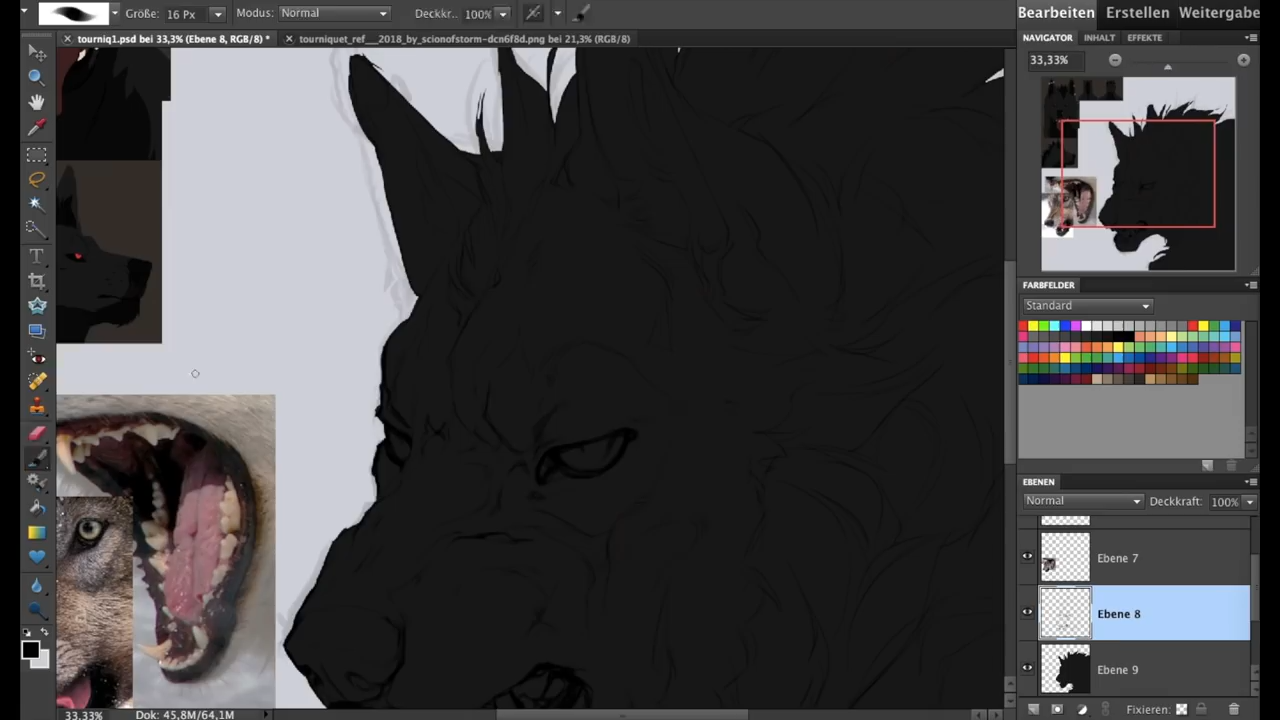 Größe: 16 Px Modus: Normal Deckkr.. 100%
Bearbeiten Erstellen Weitergabe
tourniq1.psd bei 33,3% (Ebene 8, RGB/8) *
tourniquet_ref___2018_by_scionofstorm-dcn6f8d.png bei 21,3% (RGB/8)
NAVIGATOR INHALT EFFEKTE
33,33%
FARBFELDER
Standard
EBENEN
Normal Deckkraft: 100%
Ebene 7
Ebene 8
Ebene 9
33,33% Dok: 45,8M/64,1M
Fixieren: